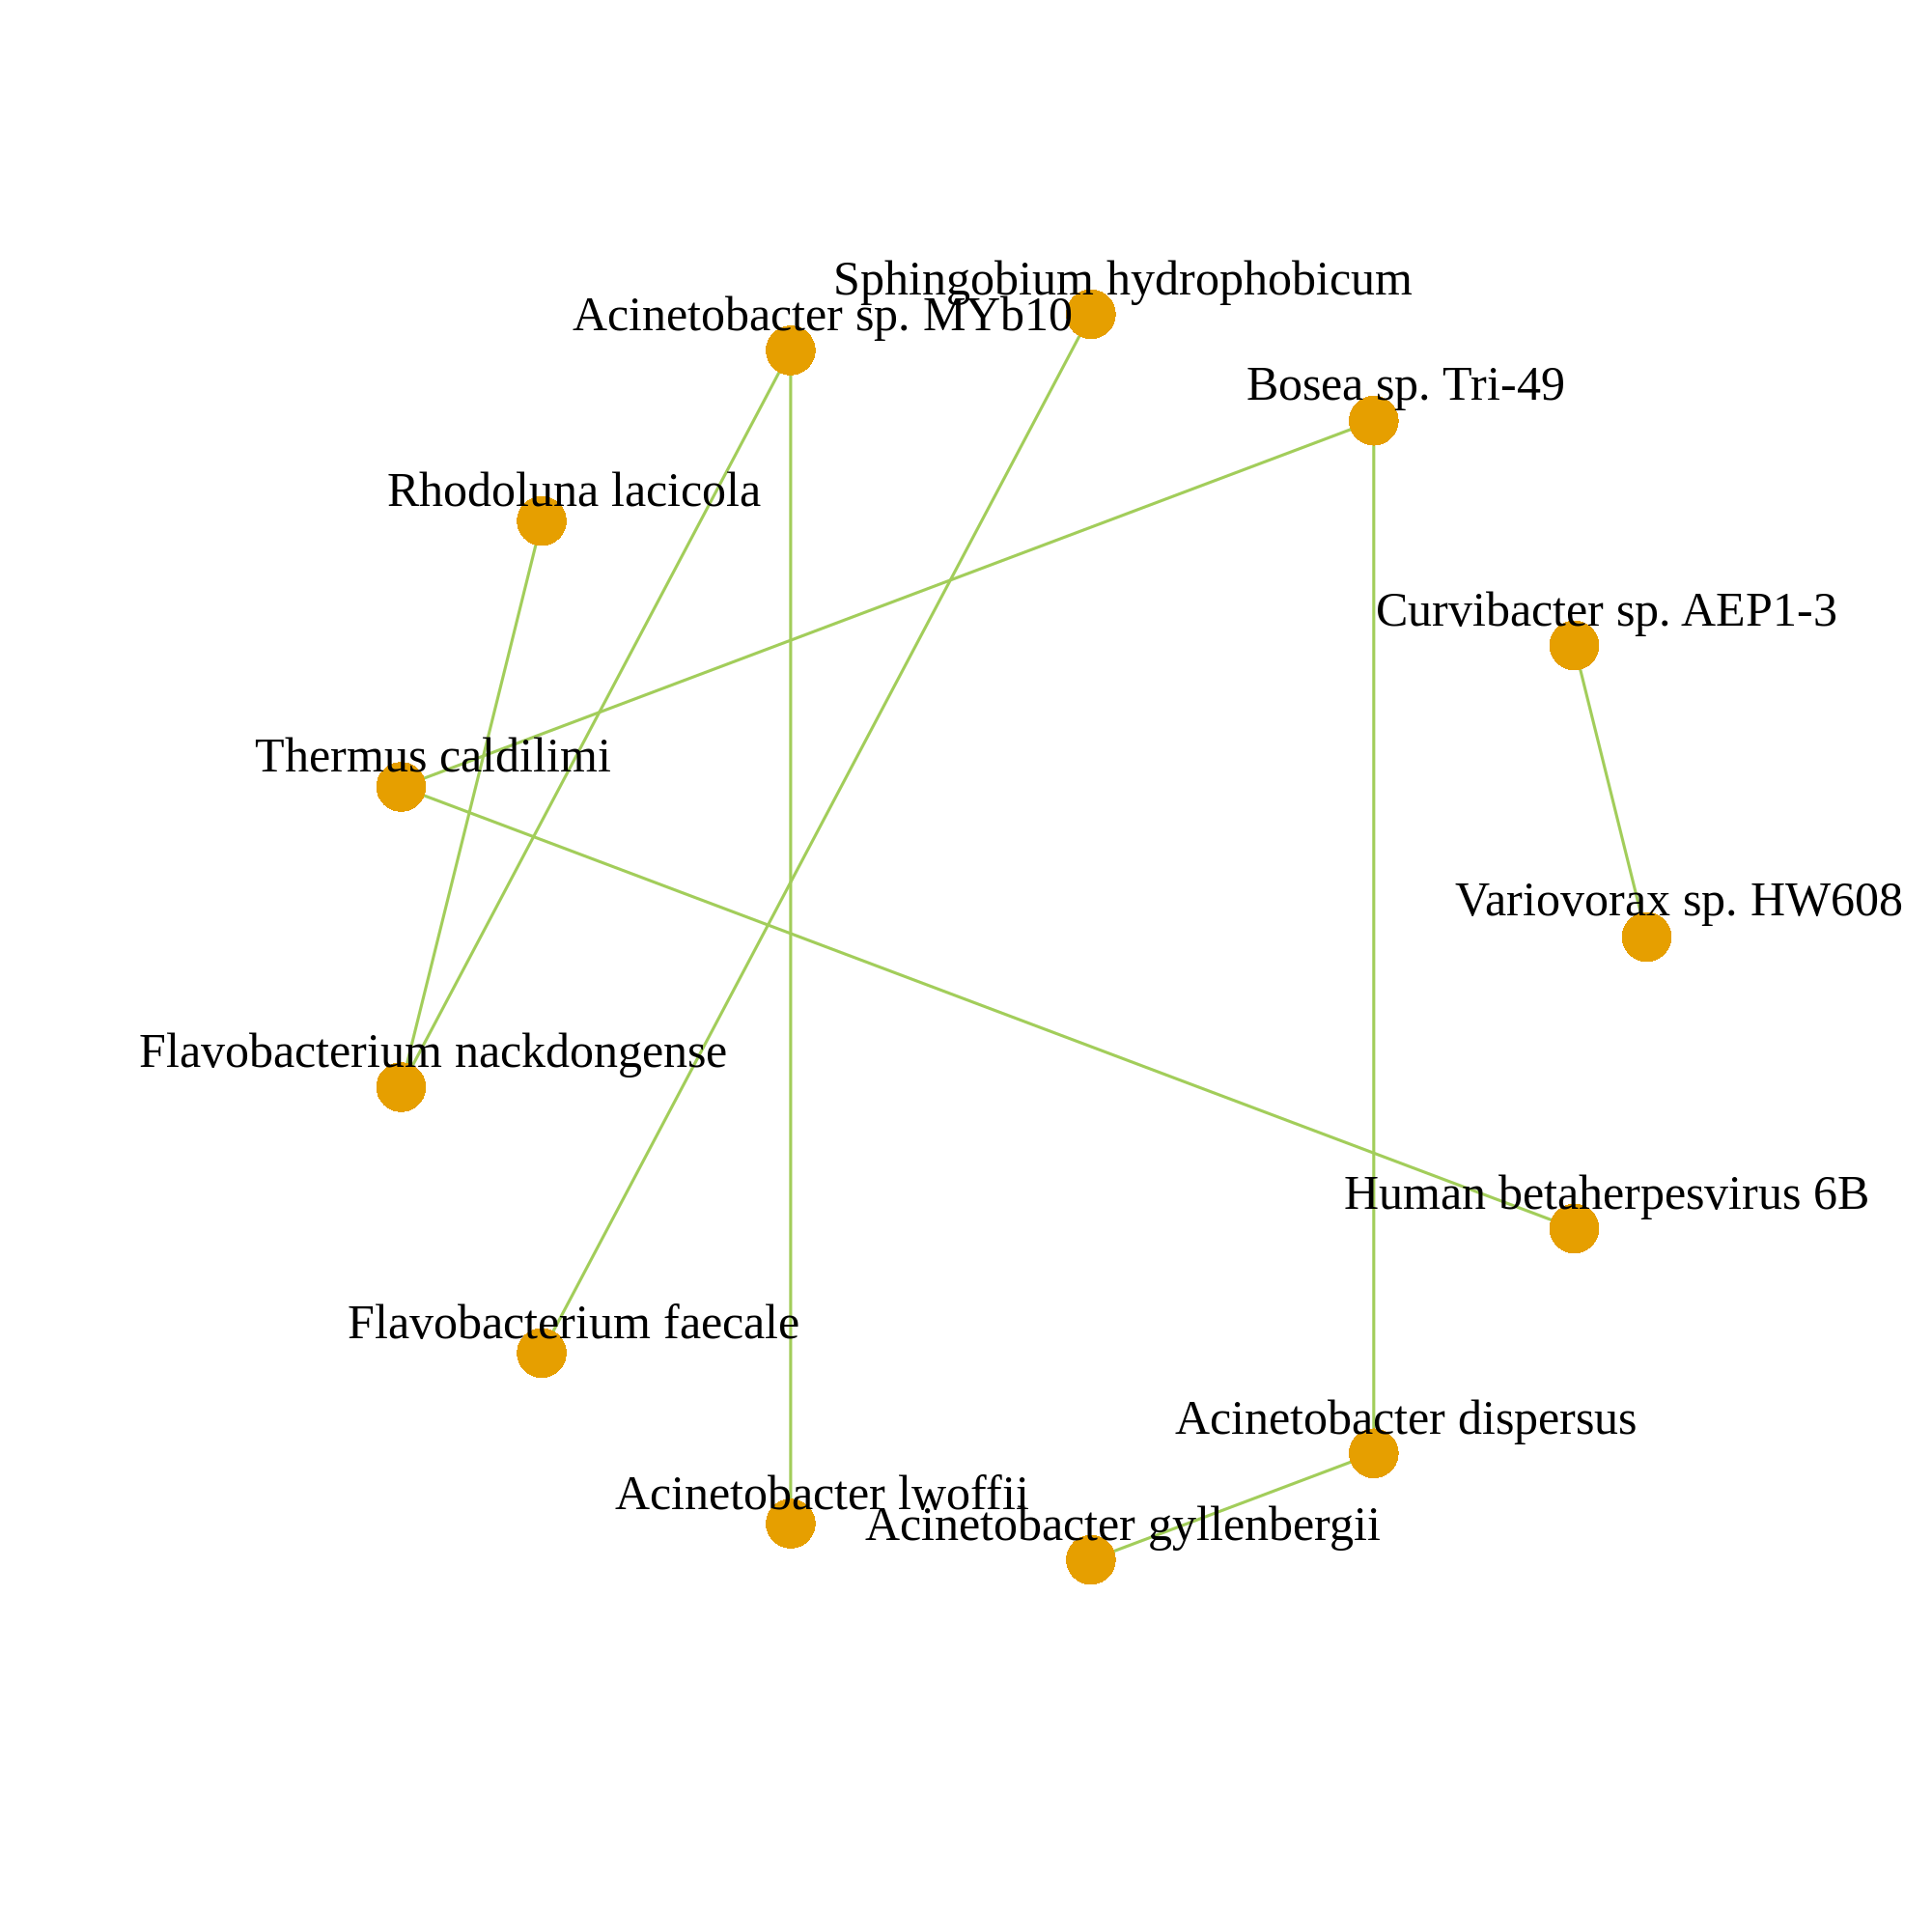 Sphingobium hydrophobicum
Acinetobacter sp. MYb10
Bosea sp. Tri-49
Rhodoluna lacicola
Curvibacter sp. AEP1-3
Thermus caldilimi
Variovorax sp. HW608
Flavobacterium nackdongense
Human betaherpesvirus 6B
Flavobacterium faecale
Acinetobacter dispersus
Acinetobacter lwoffii
Acinetobacter gyllenbergii